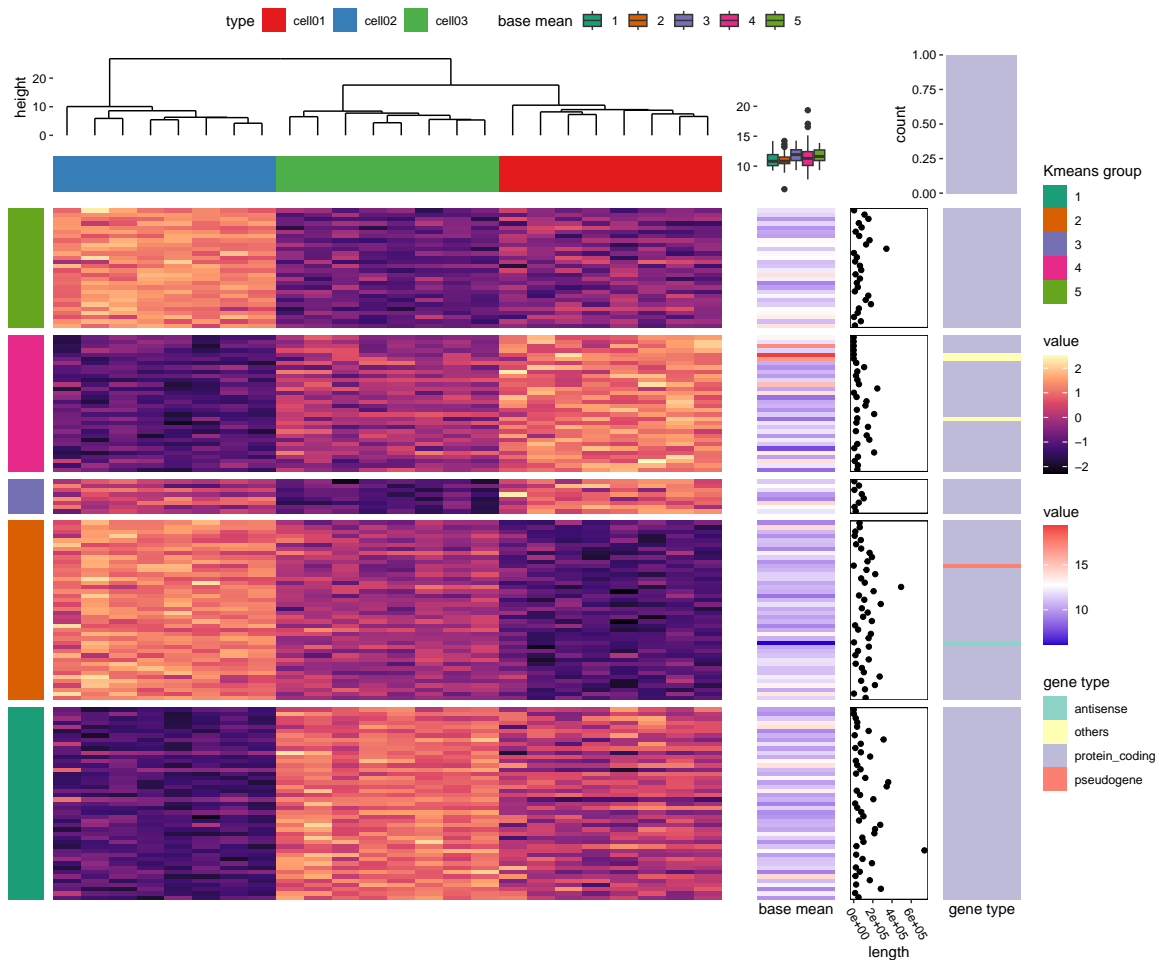 type cell01 cell02 cell03 base mean 1 2 3 4 5
height
20
10
0
20
15
10
count
1.00
0.75
0.50
0.25
0.00
Kmeans group
1
2
3
4
5
value
2
1
0
−1
−2
value
15
10
gene type
antisense
others
protein_coding
pseudogene
base mean
0e+00
2e+05
4e+05
6e+05
length
gene type